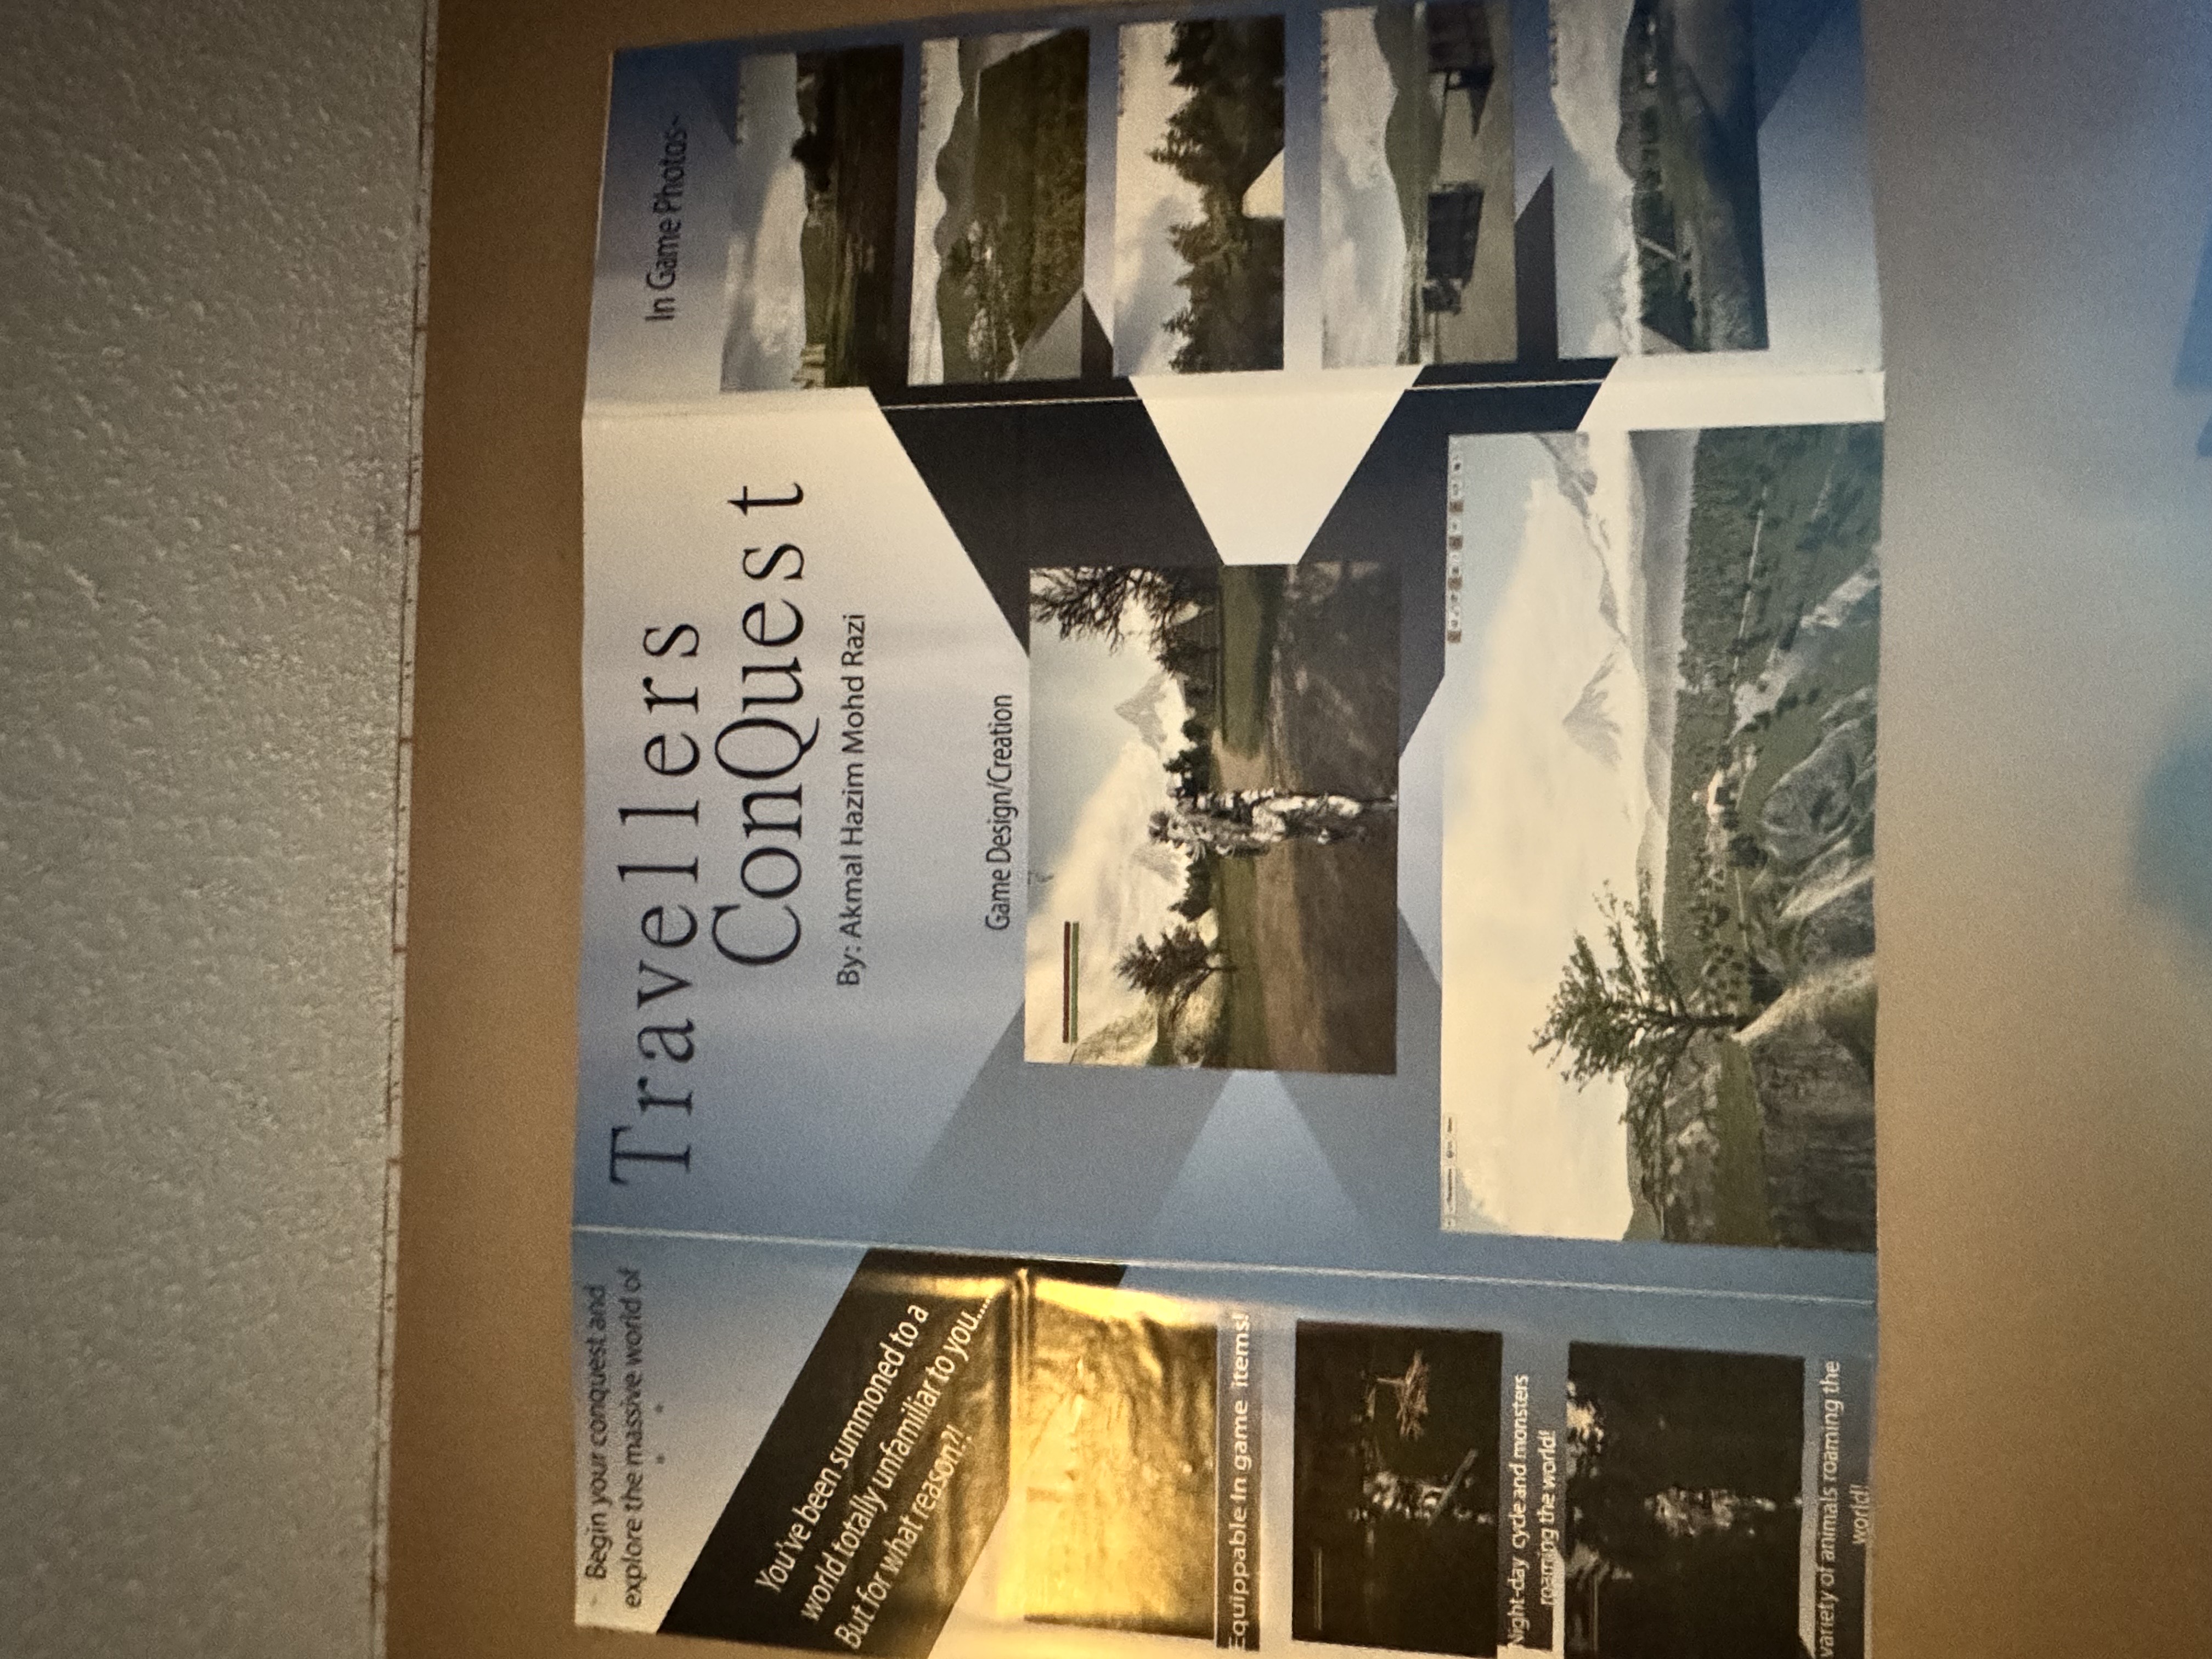 Begin your conquest and
explore the massive world of
You've been summoned to a
world totally unfamiliar to you....
But for what reason?!
Equippable In game items!
Night-day cycle and monsters
roaming the world!
variety of animals roaming the
world!
Travellers
ConQuest
By: Akmal Hazim Mohd Razi
Game Design/Creation
In Game Photos~